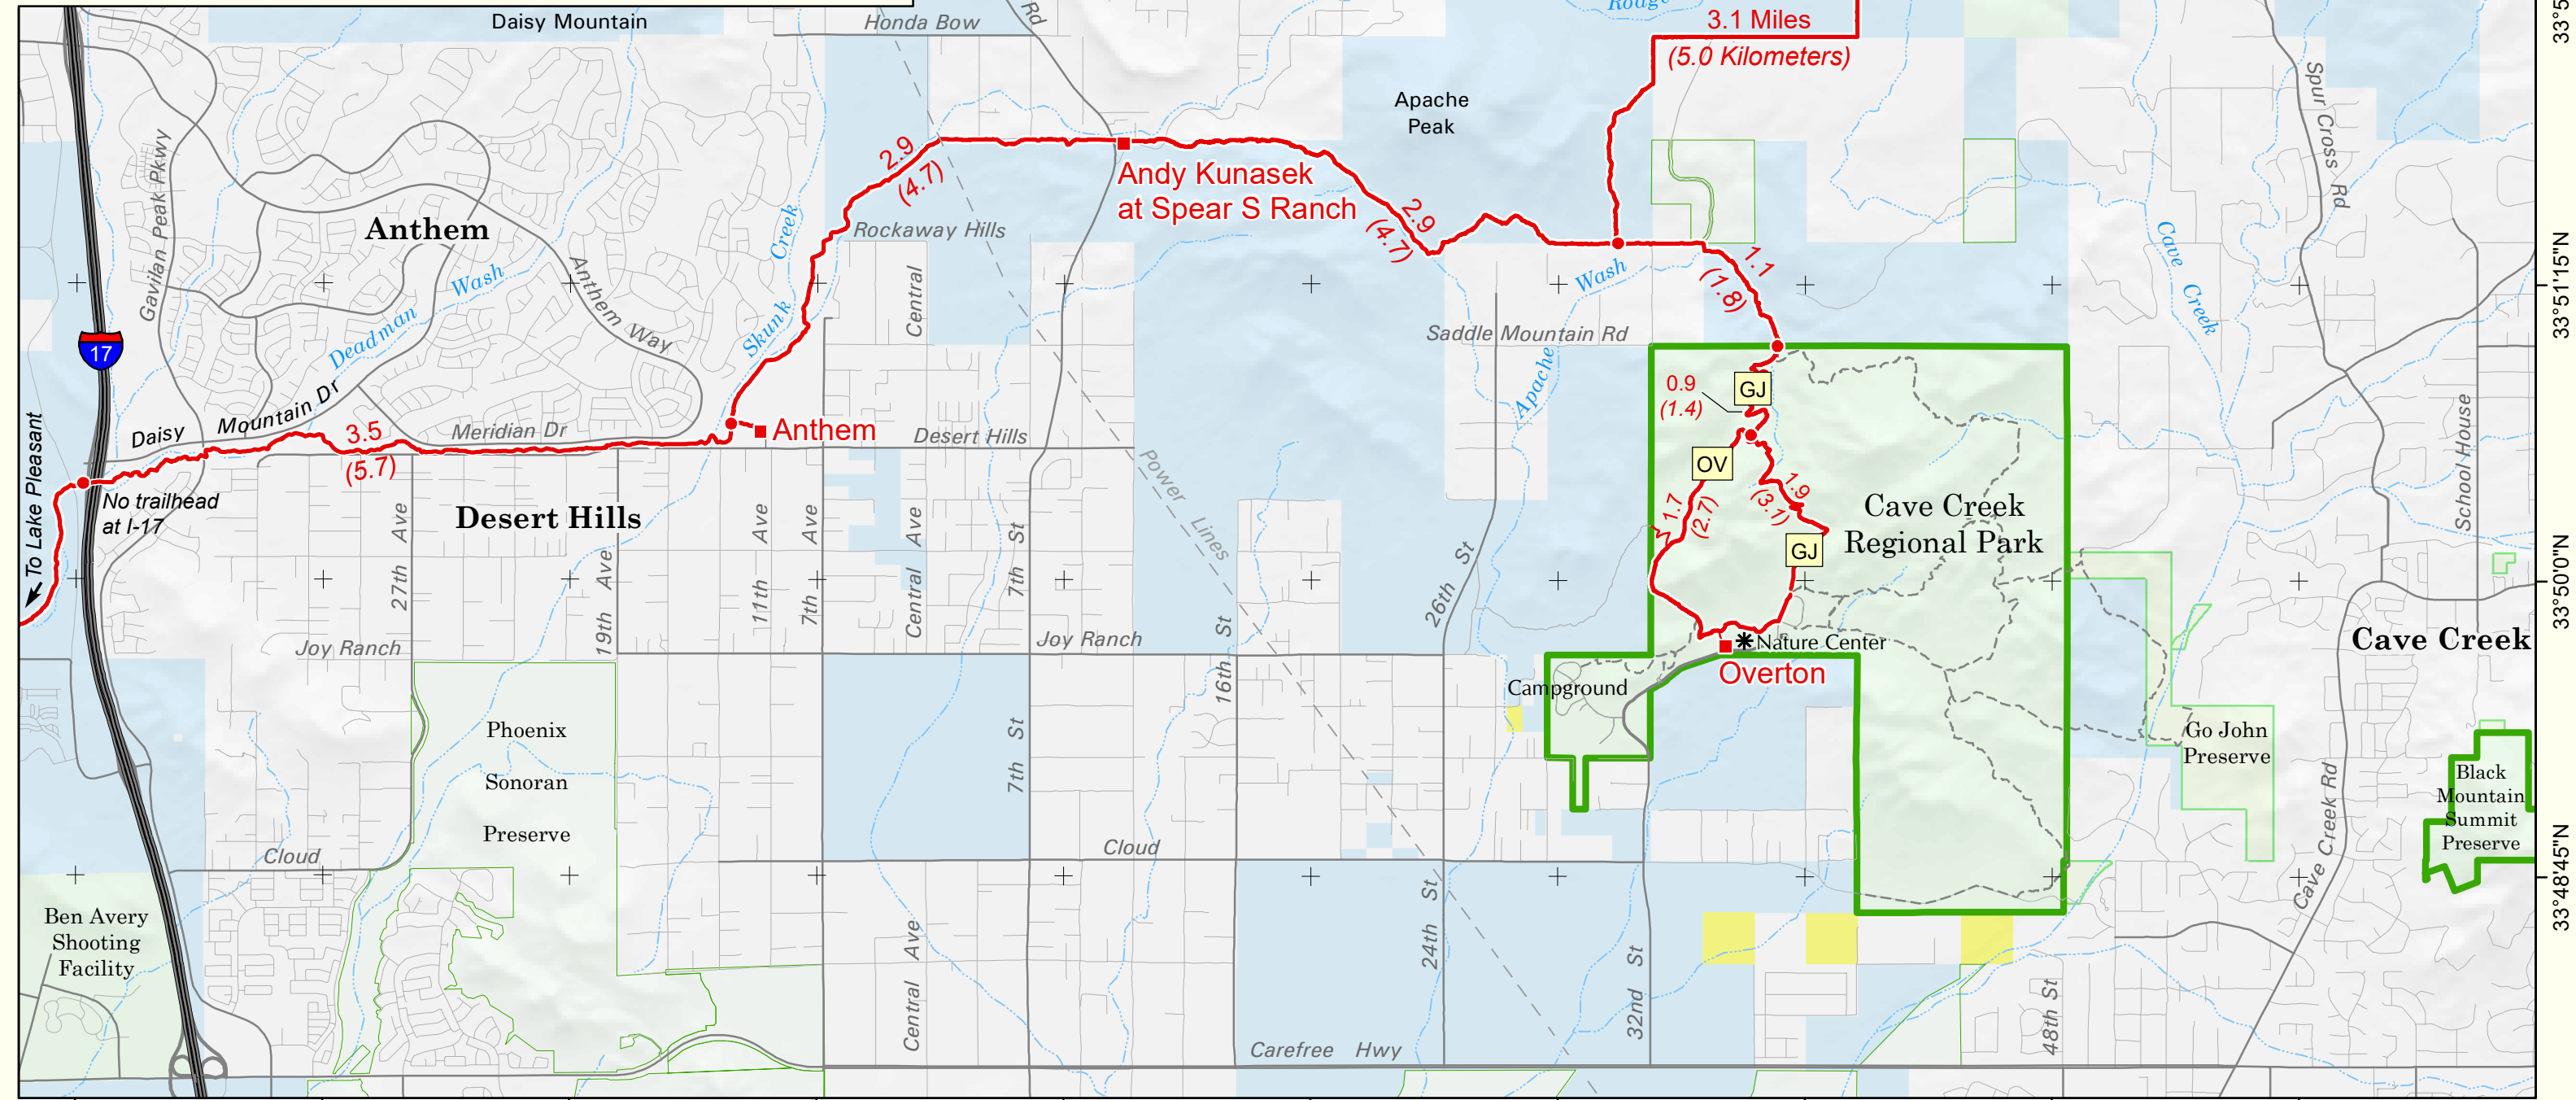 Daisy Mountain
Honda Bow
Rd
3.1 Miles
(5.0 Kilometers)
Apache
Peak
Spur Cross Rd
33°5
Gavilan Peak Pkwy
Anthem
Deadman
Wash
Anthem Way
Skunk
Creek
2.9
(4.7)
Rockaway Hills
Central
Andy Kunasek
at Spear S Ranch
2.9
(4.7)
Wash
Apache
1.1
(1.8)
Saddle Mountain Rd
Cave
Creek
33°51'15"N
17
Daisy
Mountain Dr
3.5
(5.7)
Meridian Dr
Anthem
Desert Hills
Power
Lines
0.9
(1.4)
GJ
OV
1.7
(2.7)
1.9
(3.1)
GJ
Cave Creek
Regional Park
School House
To Lake Pleasant
No trailhead
at I-17
27th Ave
Desert Hills
19th Ave
11th Ave
7th Ave
Central Ave
7th St
26th St
33°50'0"N
Joy Ranch
Joy Ranch
16th St
Nature Center
Overton
Campground
Cave Creek
Phoenix
Sonoran
Preserve
7th St
Go John
Preserve
Black
Mountain
Summit
Preserve
Cave Creek Rd
Cloud
Cloud
33°48'45"N
Ben Avery
Shooting
Facility
Central Ave
24th St
32nd St
48th St
Carefree Hwy